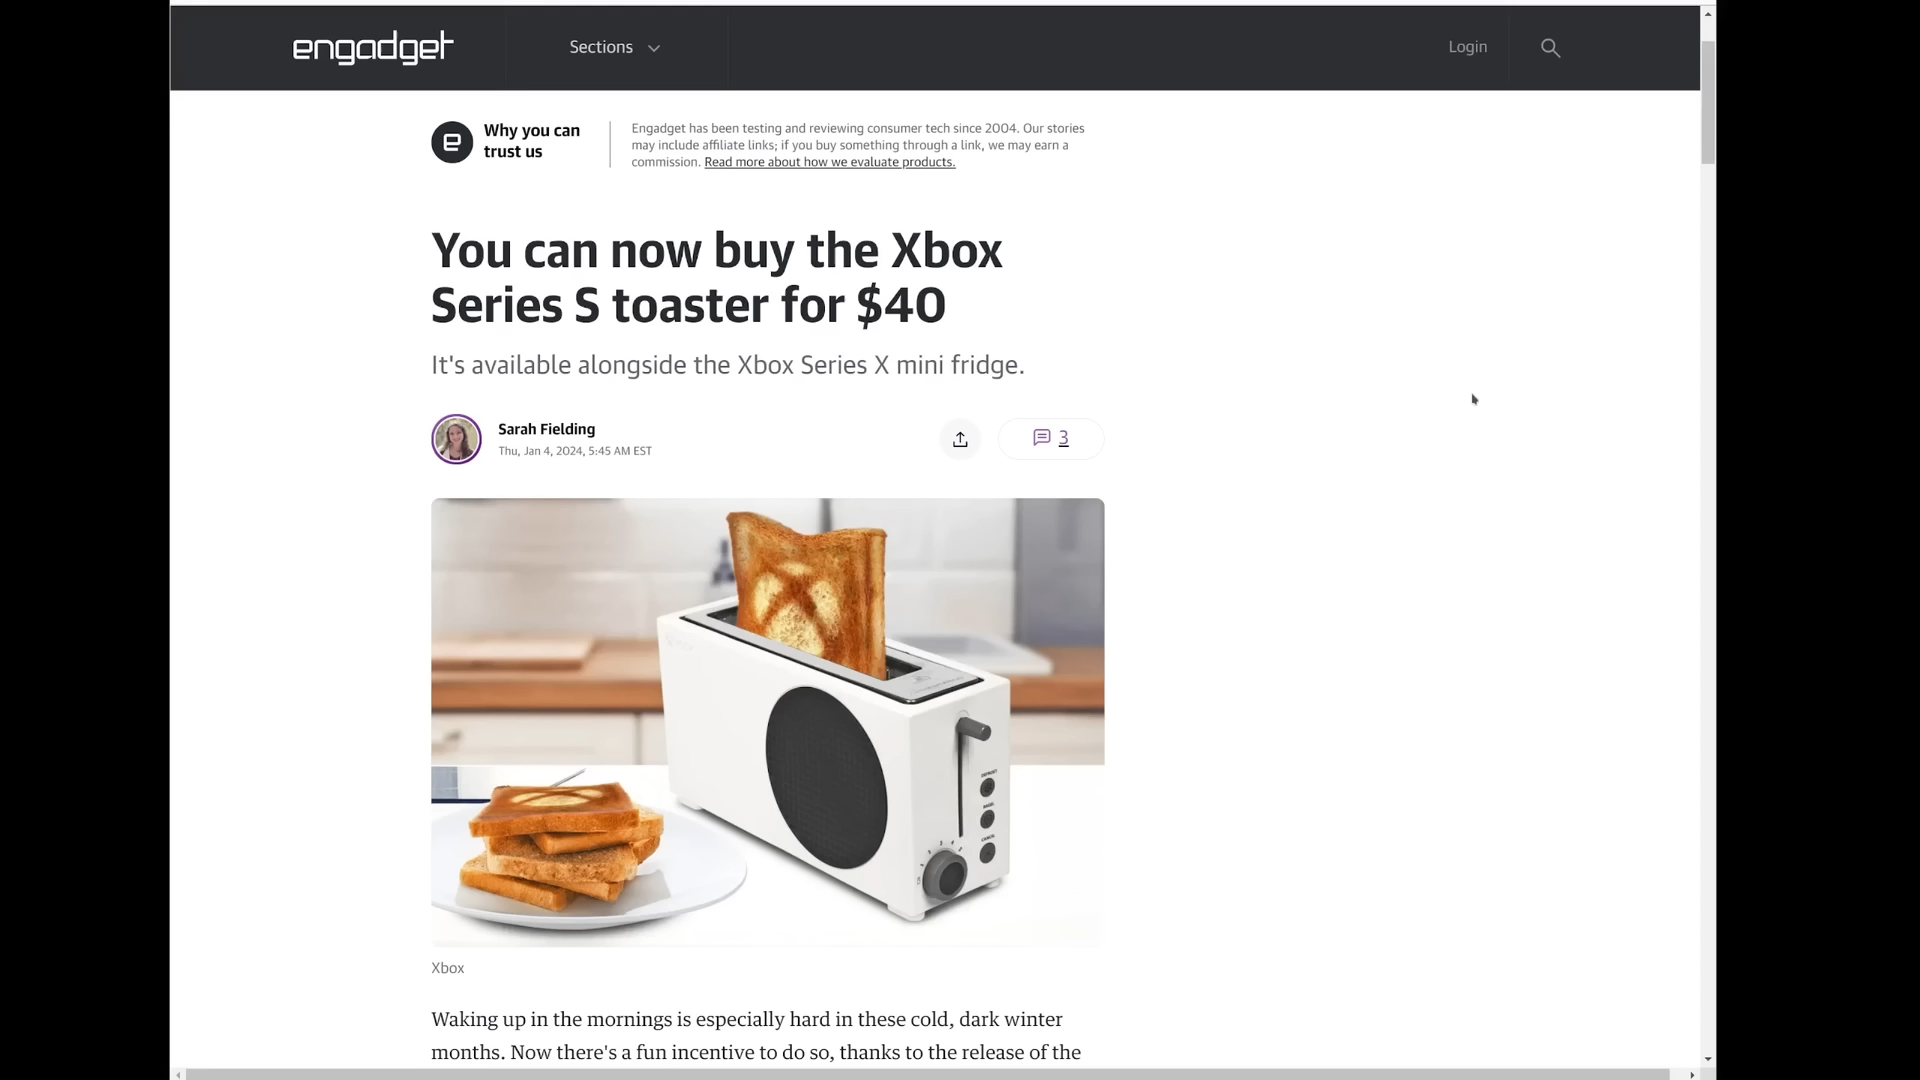 engadget
Sections
Login
Why you can
trust us
Engadget has been testing and reviewing consumer tech since 2004. Our stories
may include affiliate links; if you buy something through a link, we may earn a
commission. Read more about how we evaluate products.
You can now buy the Xbox
Series S toaster for $40
It's available alongside the Xbox Series X mini fridge.
Sarah Fielding
Thu, Jan 4, 2024, 5:45 AM EST
3
DEFROST
BAGEL
CANCEL
Xbox
Waking up in the mornings is especially hard in these cold, dark winter
months. Now there's a fun incentive to do so, thanks to the release of the